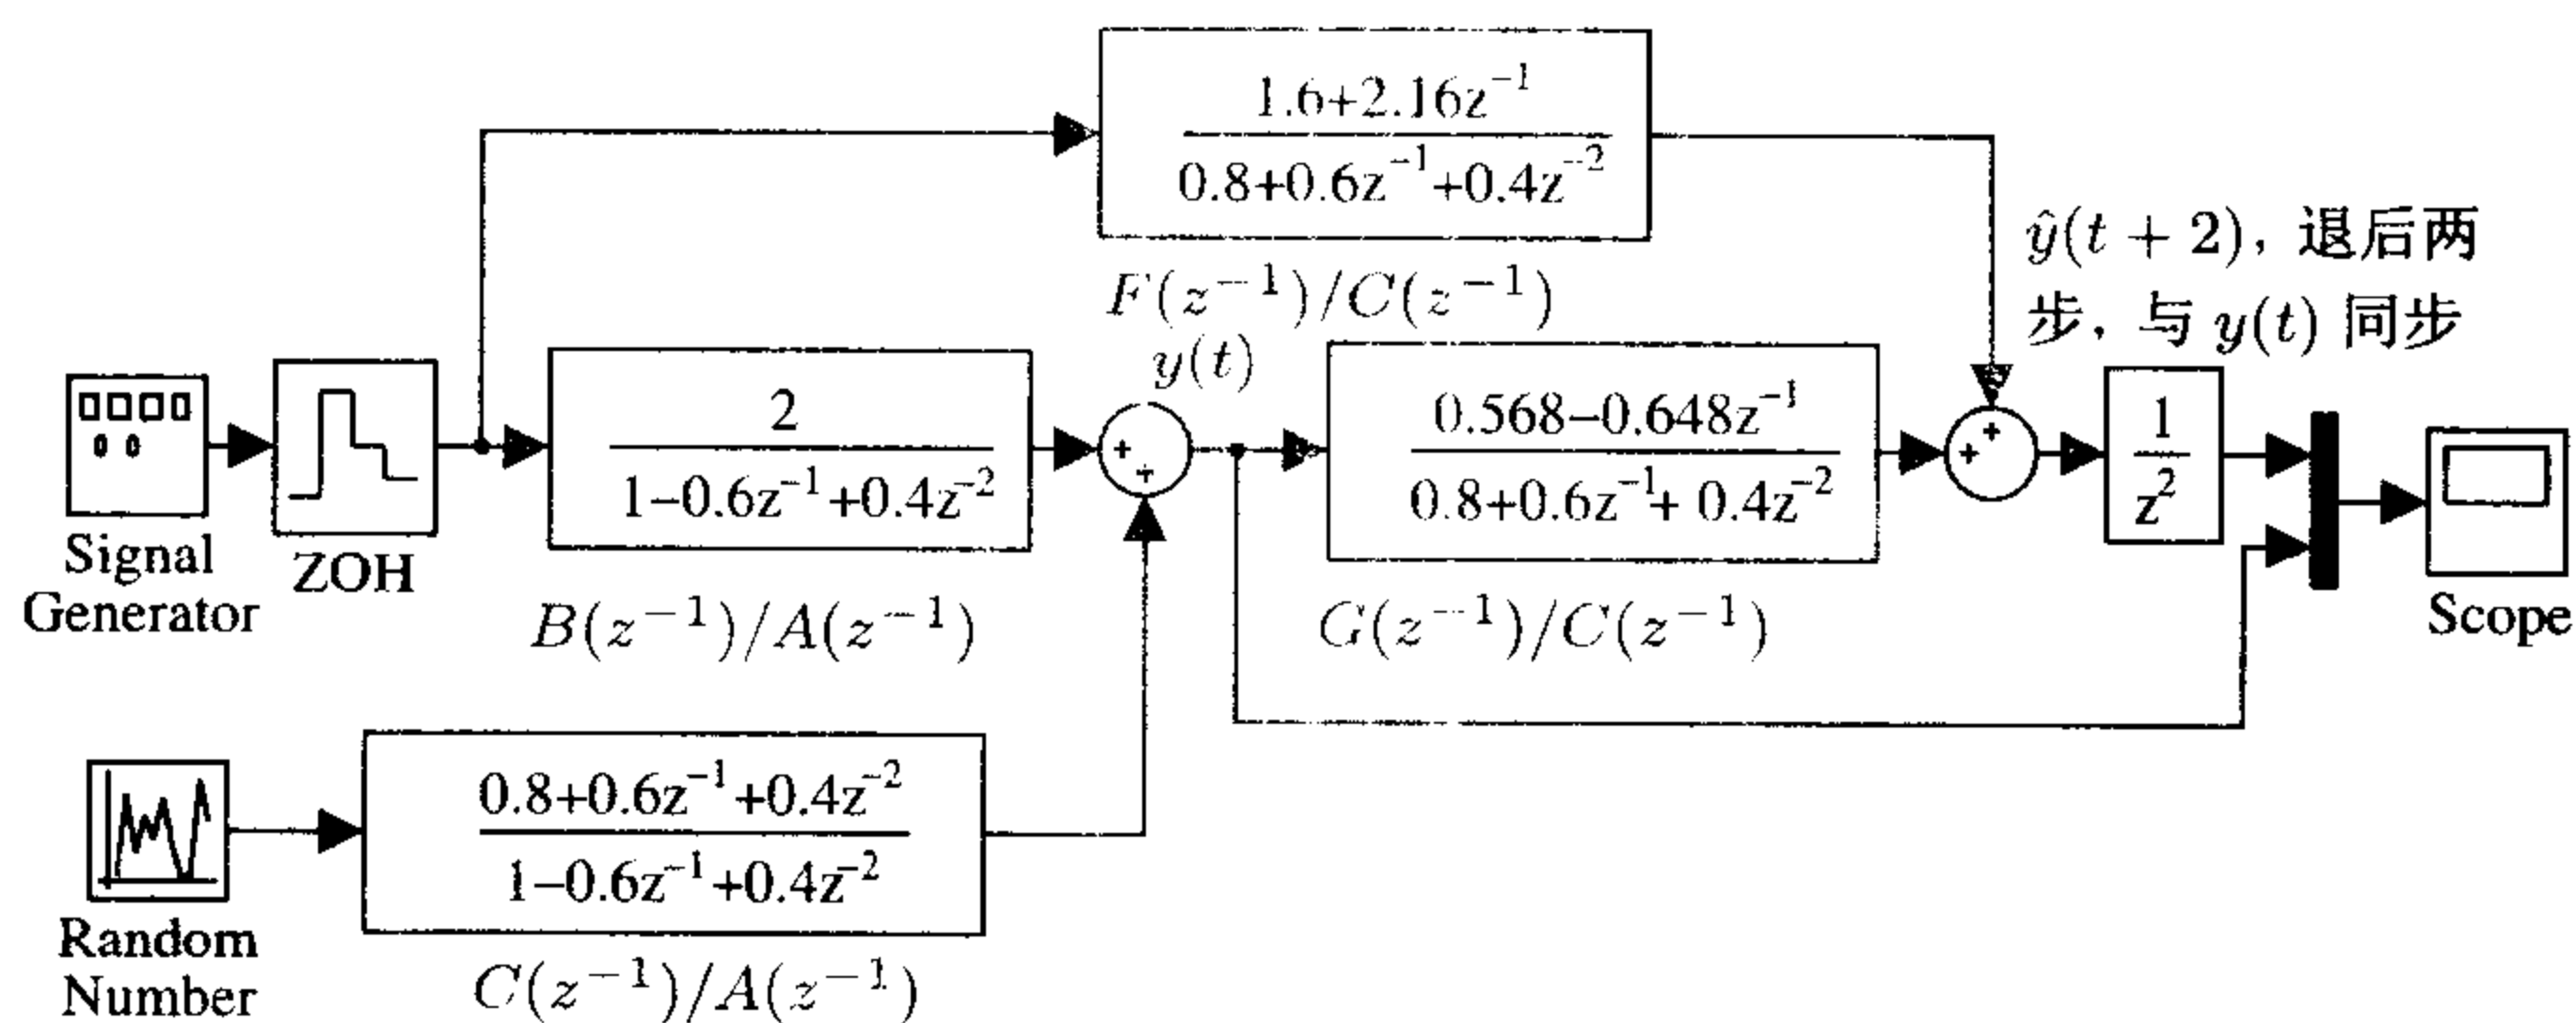 1.6+2.16z⁻¹
0.8+0.6z⁻¹+0.4z⁻²
F(z⁻¹)/C(z⁻¹)
ŷ(t + 2), 退后两
步, 与 y(t) 同步
y(t)
2
1−0.6z⁻¹+0.4z⁻²
B(z⁻¹)/A(z⁻¹)
+
+
0.568−0.648z⁻¹
0.8+0.6z⁻¹+ 0.4z⁻²
G(z⁻¹)/C(z⁻¹)
+
+
1
z²
Signal
Generator
ZOH
Scope
0.8+0.6z⁻¹+0.4z⁻²
1−0.6z⁻¹+0.4z⁻²
C(z⁻¹)/A(z⁻¹)
Random
Number